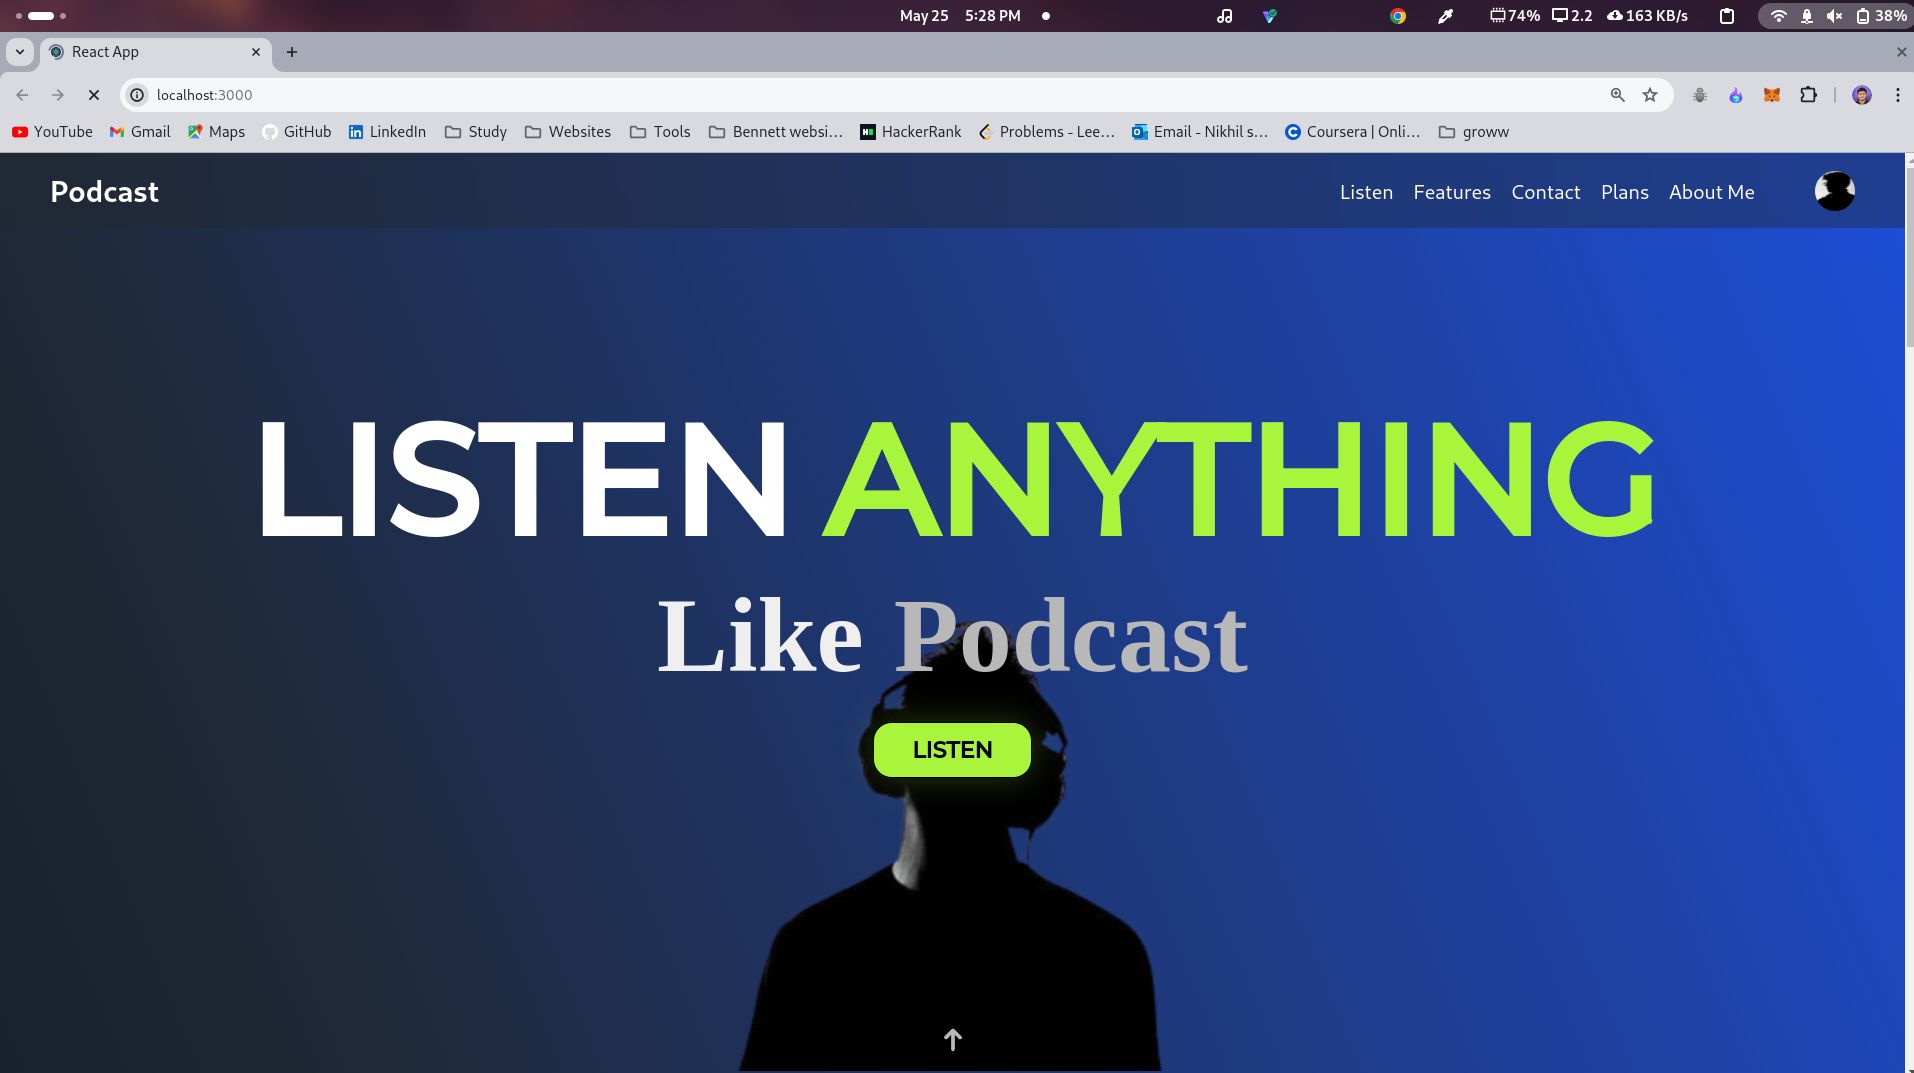 May 25 5:28 PM
74% 2.2 163 KB/s 38%
React App
localhost:3000
YouTube Gmail Maps GitHub LinkedIn Study Websites Tools Bennett websi... HackerRank Problems - Lee... Email - Nikhil s... Coursera | Onli... groww
Podcast Listen Features Contact Plans About Me
LISTEN ANYTHING
Like Podcast
LISTEN